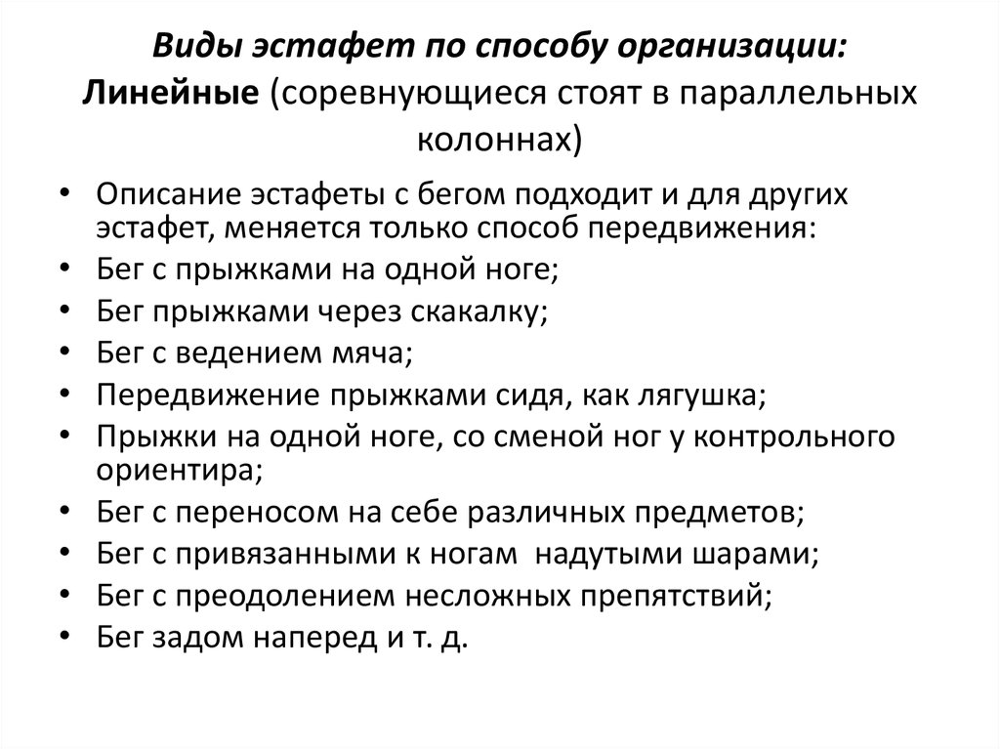 Виды эстафет по способу организации:
Линейные (соревнующиеся стоят в параллельных
колоннах)
• Описание эстафеты с бегом подходит и для других
эстафет, меняется только способ передвижения:
• Бег с прыжками на одной ноге;
• Бег прыжками через скакалку;
• Бег с ведением мяча;
• Передвижение прыжками сидя, как лягушка;
• Прыжки на одной ноге, со сменой ног у контрольного
ориентира;
• Бег с переносом на себе различных предметов;
• Бег с привязанными к ногам надутыми шарами;
• Бег с преодолением несложных препятствий;
• Бег задом наперед и т. д.